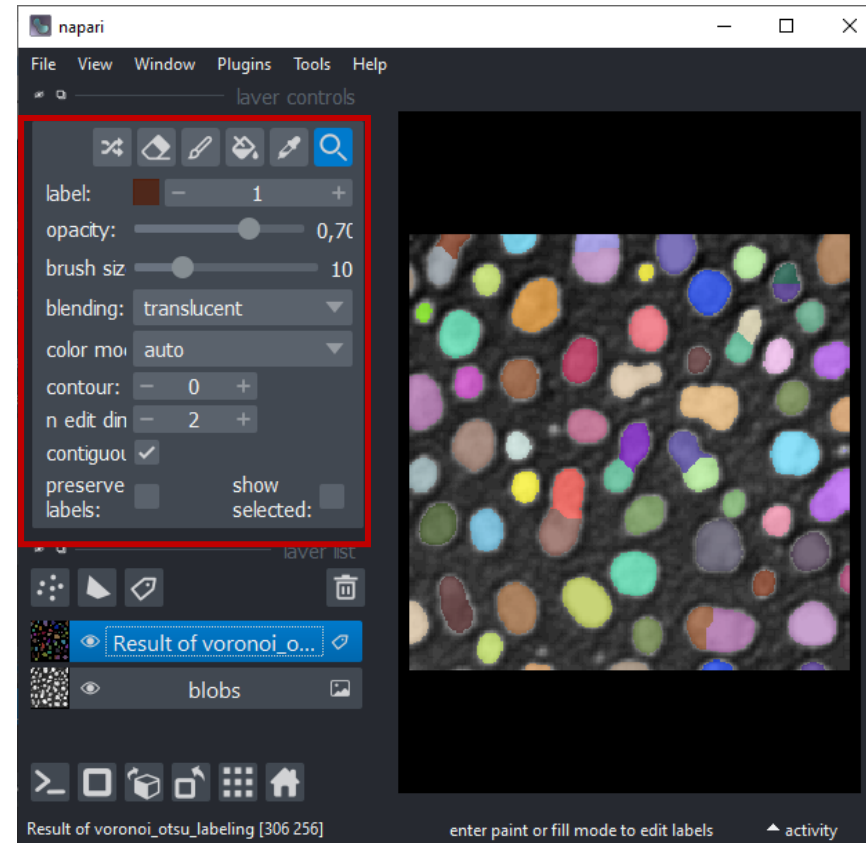 napari
File View Window Plugins Tools Help
layer controls
label: 1
opacity: 0,70
brush siz 10
blending: translucent
color mo auto
contour: 0
n edit din 2
contiguou
preserve labels: show selected:
layer list
Result of voronoi_o...
blobs
Result of voronoi_otsu_labeling [306 256]
enter paint or fill mode to edit labels
activity